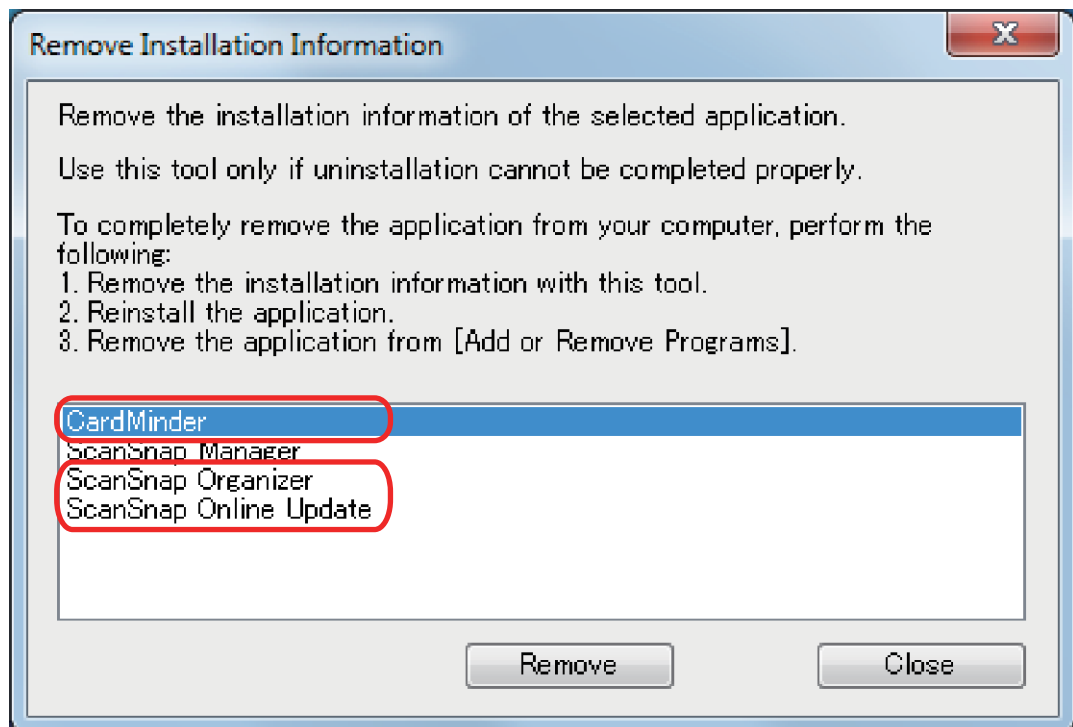 Remove Installation Information
Remove the installation information of the selected application.
Use this tool only if uninstallation cannot be completed properly.
To completely remove the application from your computer, perform the
following:
1. Remove the installation information with this tool.
2. Reinstall the application.
3. Remove the application from [Add or Remove Programs].
CardMinder
ScanSnap Manager
ScanSnap Organizer
ScanSnap Online Update
Remove
Close